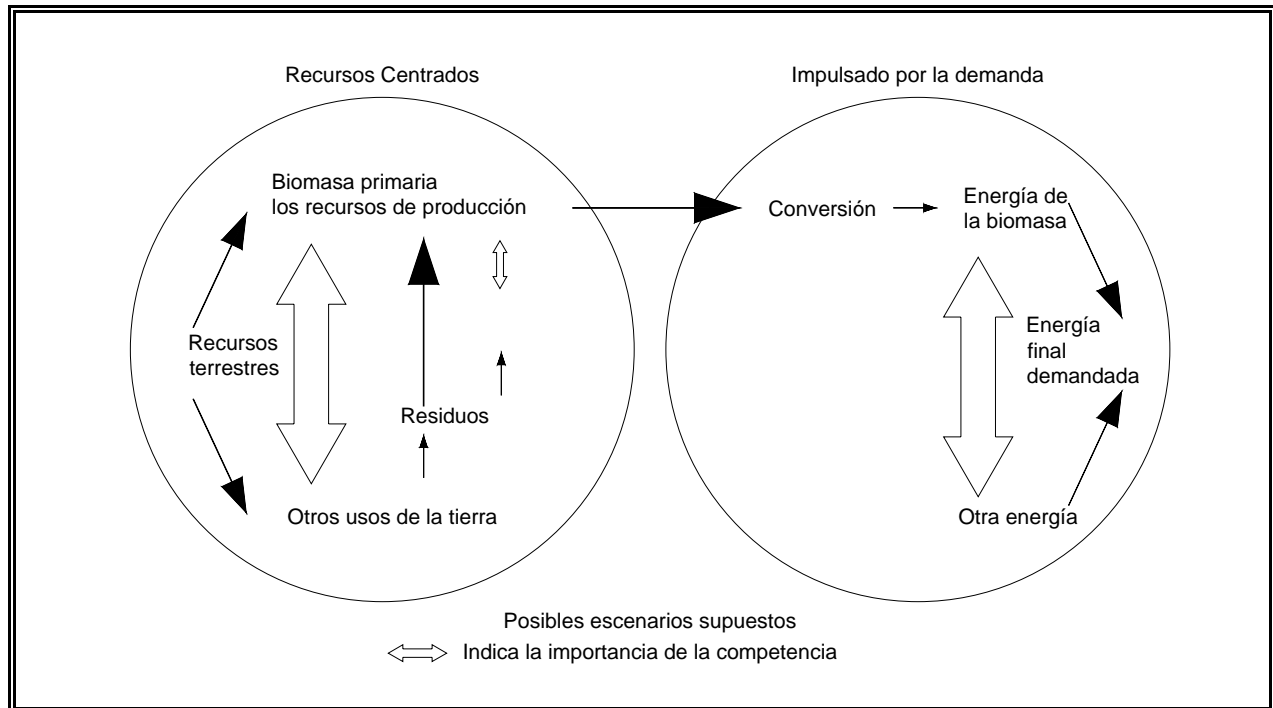 Recursos Centrados
Impulsado por la demanda
Biomasa primaria
los recursos de producción
Recursos
terrestres
Residuos
Otros usos de la tierra
Conversión
Energía de
la biomasa
Energía
final
demandada
Otra energía
Posibles escenarios supuestos
Indica la importancia de la competencia